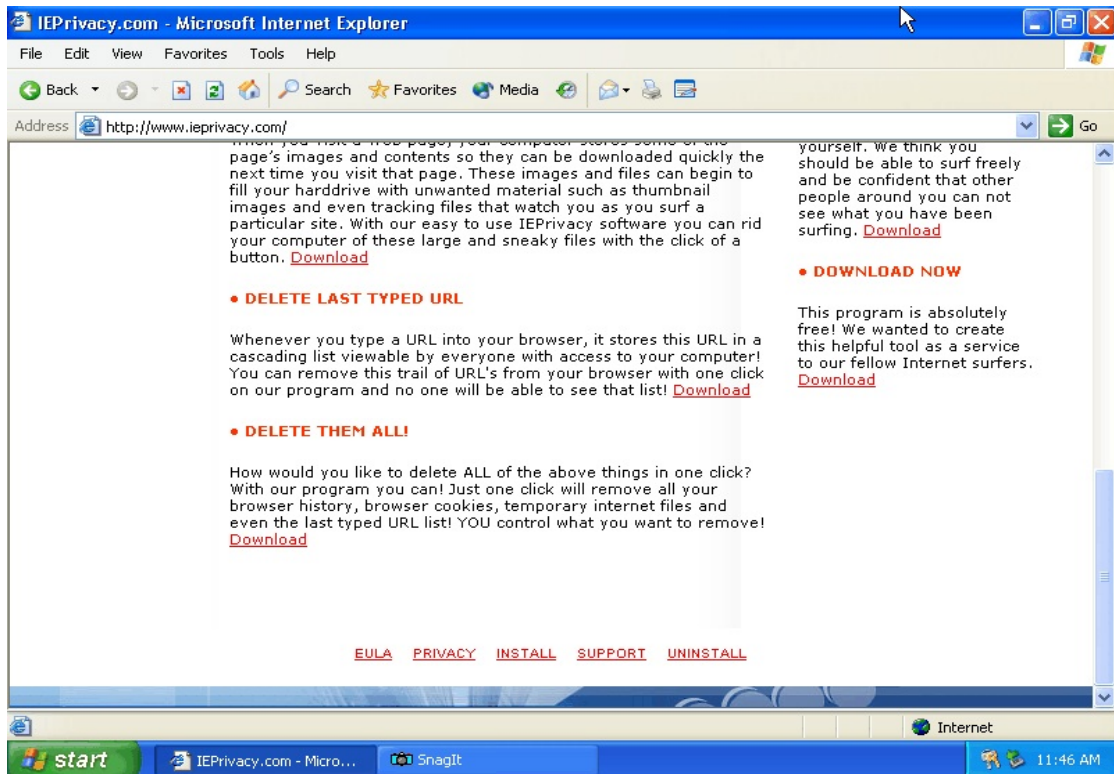 IEPrivacy.com - Microsoft Internet Explorer
File Edit View Favorites Tools Help
Back Search Favorites Media
Address http://www.ieprivacy.com/ Go
When you visit a web page, your computer stores some of the
page's images and contents so they can be downloaded quickly the
next time you visit that page. These images and files can begin to
fill your harddrive with unwanted material such as thumbnail
images and even tracking files that watch you as you surf a
particular site. With our easy to use IEPrivacy software you can rid
your computer of these large and sneaky files with the click of a
button. Download
• DELETE LAST TYPED URL
Whenever you type a URL into your browser, it stores this URL in a
cascading list viewable by everyone with access to your computer!
You can remove this trail of URL's from your browser with one click
on our program and no one will be able to see that list! Download
• DELETE THEM ALL!
How would you like to delete ALL of the above things in one click?
With our program you can! Just one click will remove all your
browser history, browser cookies, temporary internet files and
even the last typed URL list! YOU control what you want to remove!
Download
yourself. We think you
should be able to surf freely
and be confident that other
people around you can not
see what you have been
surfing. Download
• DOWNLOAD NOW
This program is absolutely
free! We wanted to create
this helpful tool as a service
to our fellow Internet surfers.
Download
EULA PRIVACY INSTALL SUPPORT UNINSTALL
Internet
start IEPrivacy.com - Micro... SnagIt 11:46 AM